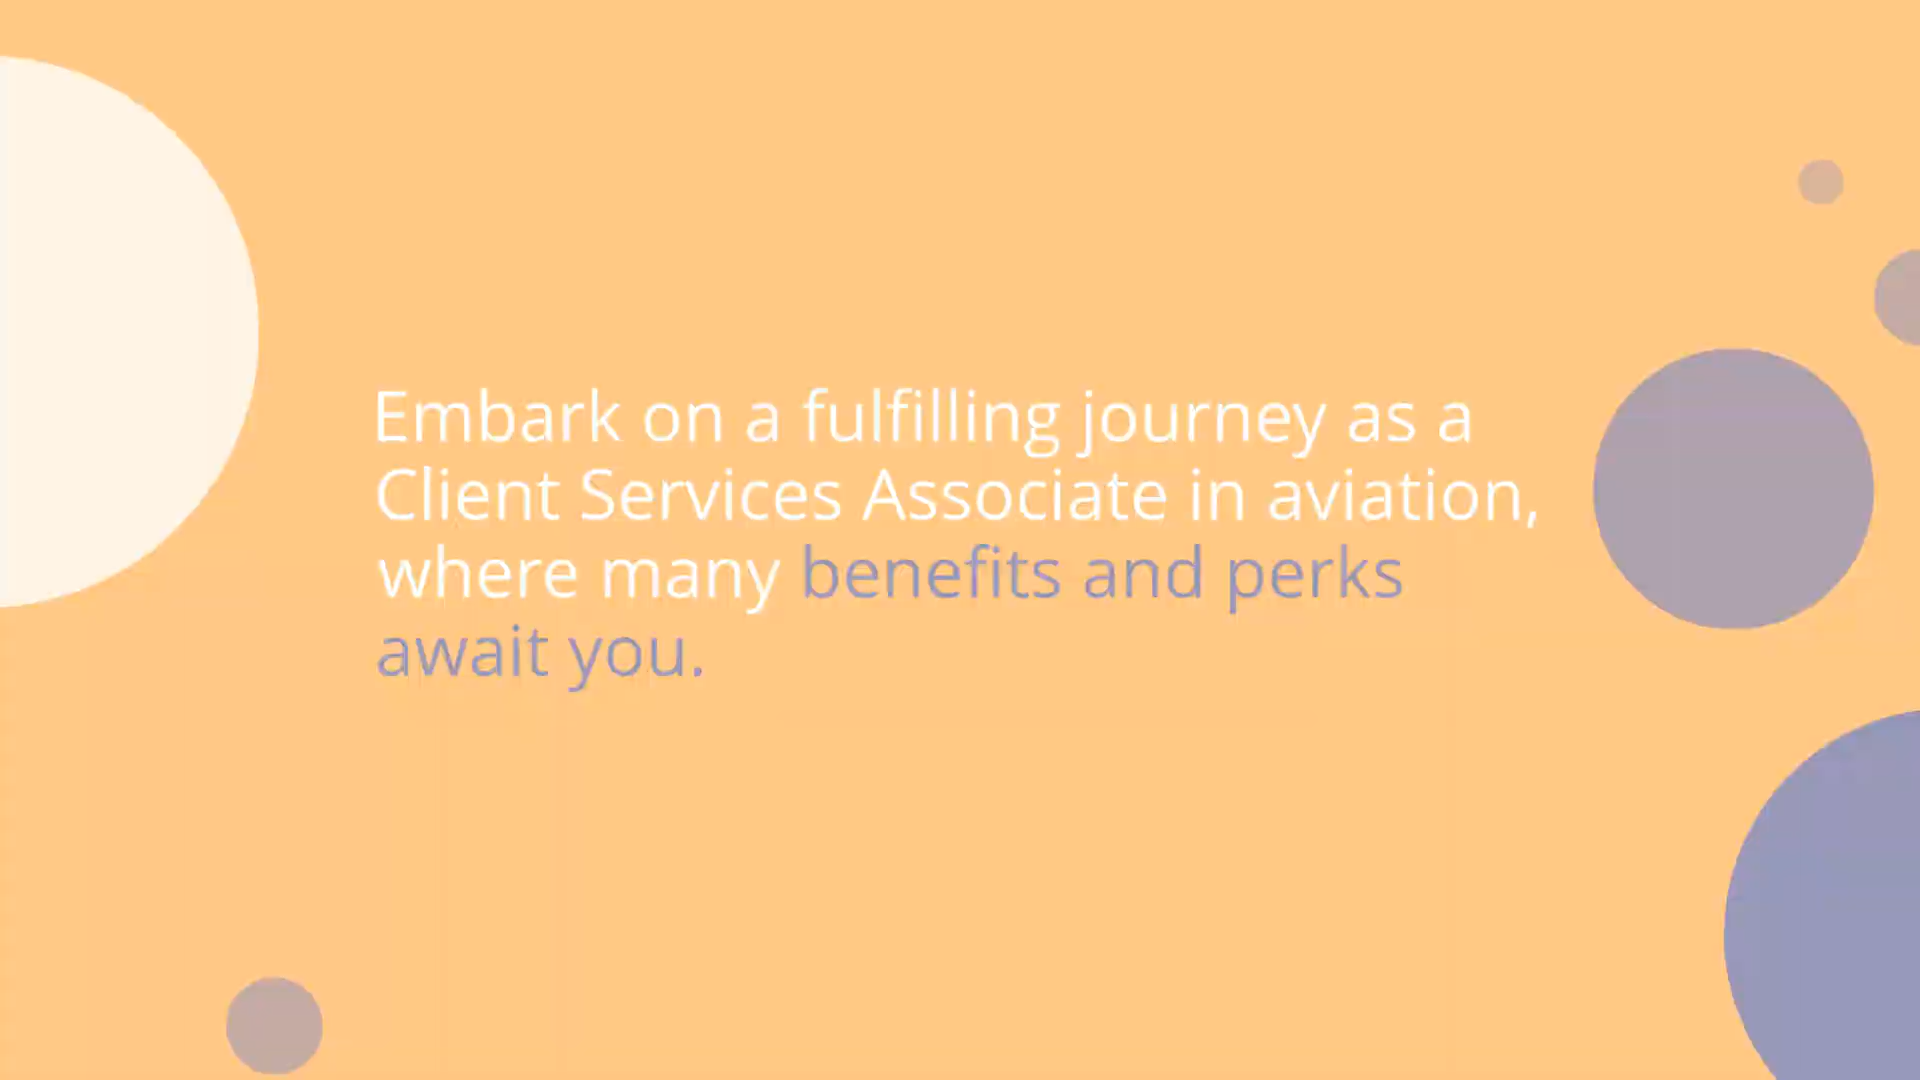 Embark on a fulfilling journey as a
Client Services Associate in aviation,
where many benefits and perks
await you.